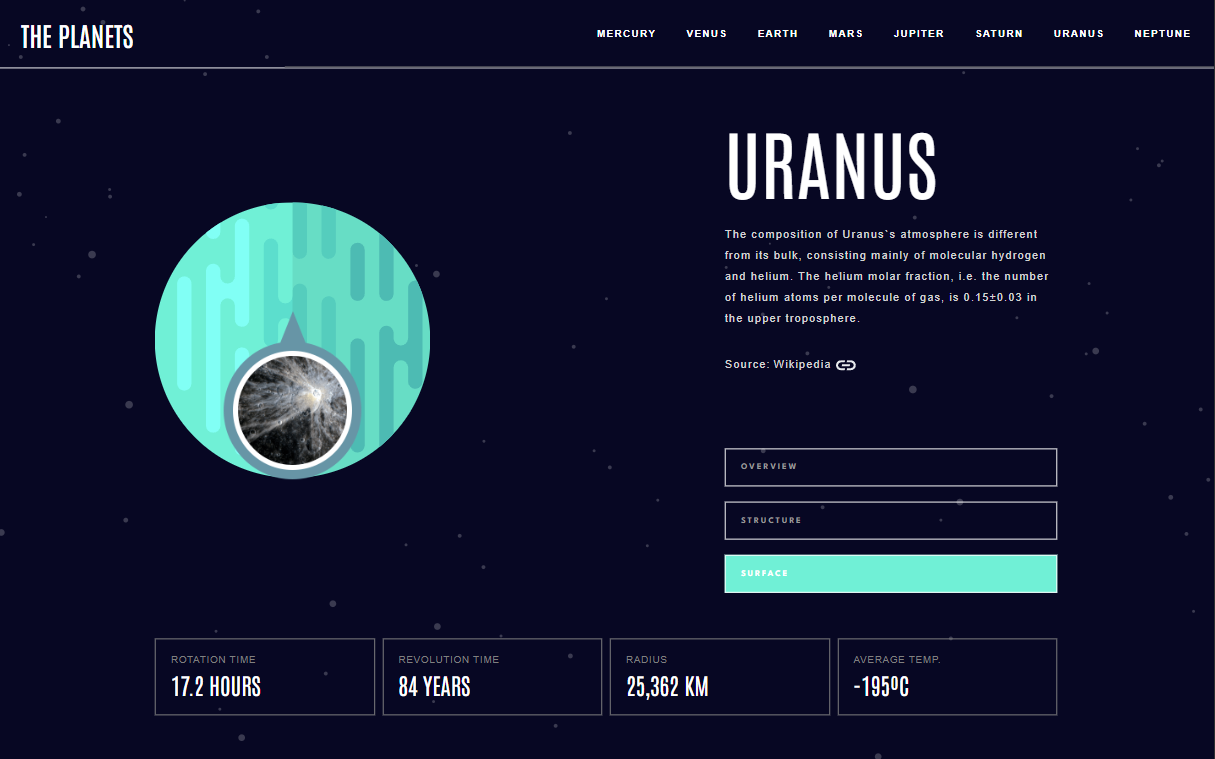 THE PLANETS
MERCURY VENUS EARTH MARS JUPITER SATURN URANUS NEPTUNE
URANUS
The composition of Uranus`s atmosphere is different
from its bulk, consisting mainly of molecular hydrogen
and helium. The helium molar fraction, i.e. the number
of helium atoms per molecule of gas, is 0.15±0.03 in
the upper troposphere.
Source: Wikipedia
OVERVIEW
STRUCTURE
SURFACE
ROTATION TIME
17.2 HOURS
REVOLUTION TIME
84 YEARS
RADIUS
25,362 KM
AVERAGE TEMP.
-195ºC